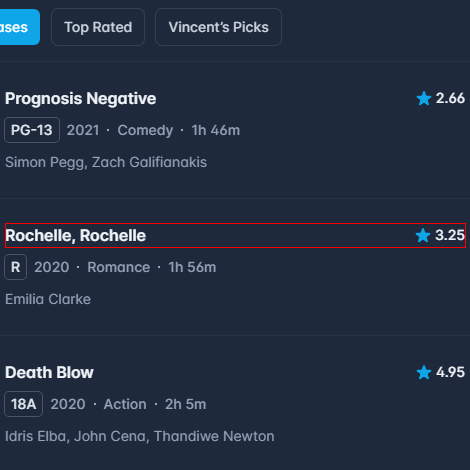 ases Top Rated Vincent's Picks
Prognosis Negative 2.66
PG-13 2021 · Comedy · 1h 46m
Simon Pegg, Zach Galifianakis
Rochelle, Rochelle 3.25
R 2020 · Romance · 1h 56m
Emilia Clarke
Death Blow 4.95
18A 2020 · Action · 2h 5m
Idris Elba, John Cena, Thandiwe Newton